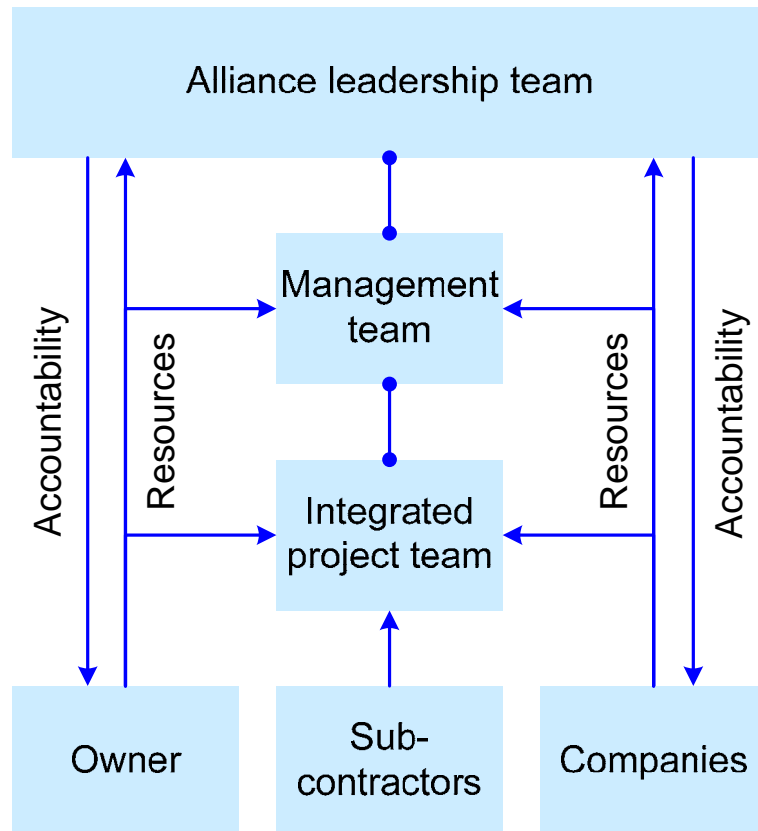 Alliance leadership team
Management
team
Accountability
Resources
Resources
Accountability
Integrated
project team
Owner
Sub-
contractors
Companies